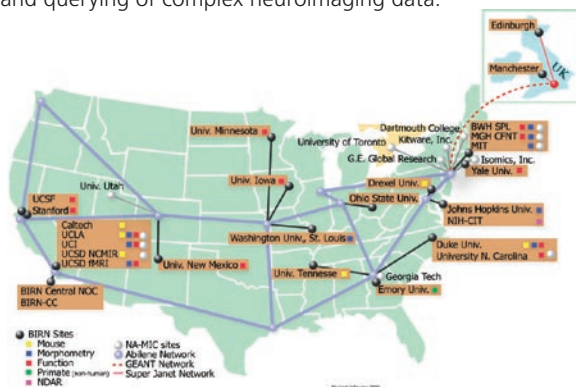 and querying of complex neuroimaging data.
Edinburgh
Manchester
UK
Dartmouth College,
Kitware, Inc.
University of Toronto
G.E. Global Research
BWH SPL
MGH CFNT
MIT
Isomics, Inc.
Yale Univ.
Univ. Minnesota
Univ. Iowa
Drexel Univ.
Ohio State Univ.
Johns Hopkins Univ.
NIH-CIT
UCSF
Stanford
Univ. Utah
Caltech
UCLA
UCI
UCSD NCMIR
UCSD fMRI
Washington Univ., St. Louis
Univ. New Mexico
Univ. Tennesse
Duke Univ.
University N. Carolina
Georgia Tech
Emory Univ.
BIRN Central NOC
BIRN-CC
BIRN Sites
Mouse
Morphometry
Function
Primate (non-human)
NDAR
NA-MIC sites
Abilene Network
GEANT Network
Super Janet Network